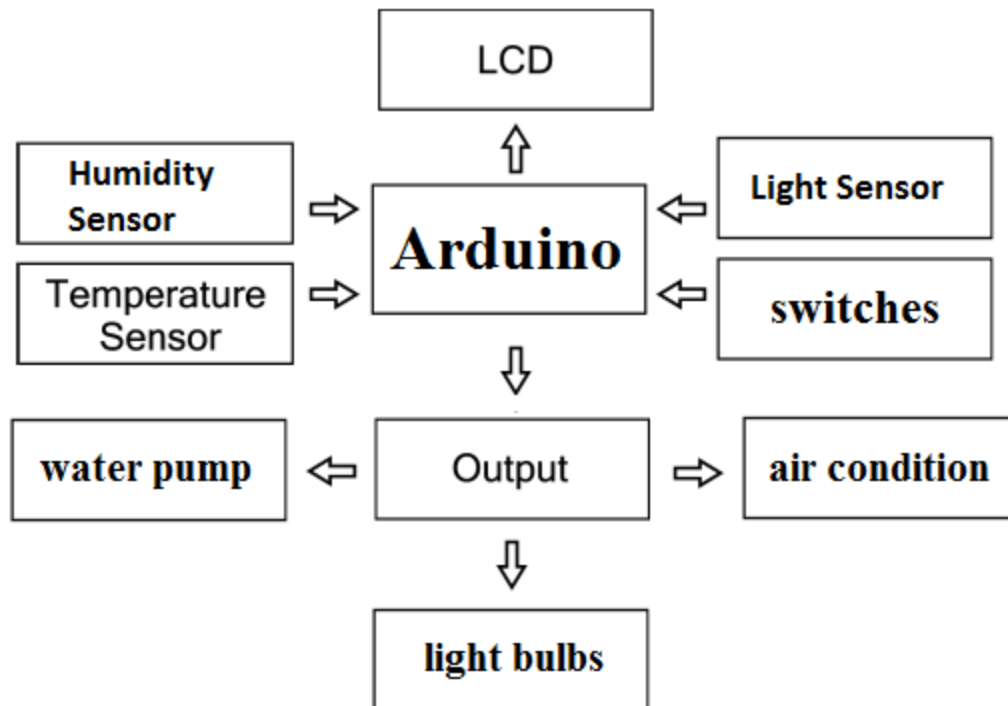 LCD
Humidity
Sensor
Light Sensor
Arduino
Temperature
Sensor
switches
water pump
Output
air condition
light bulbs